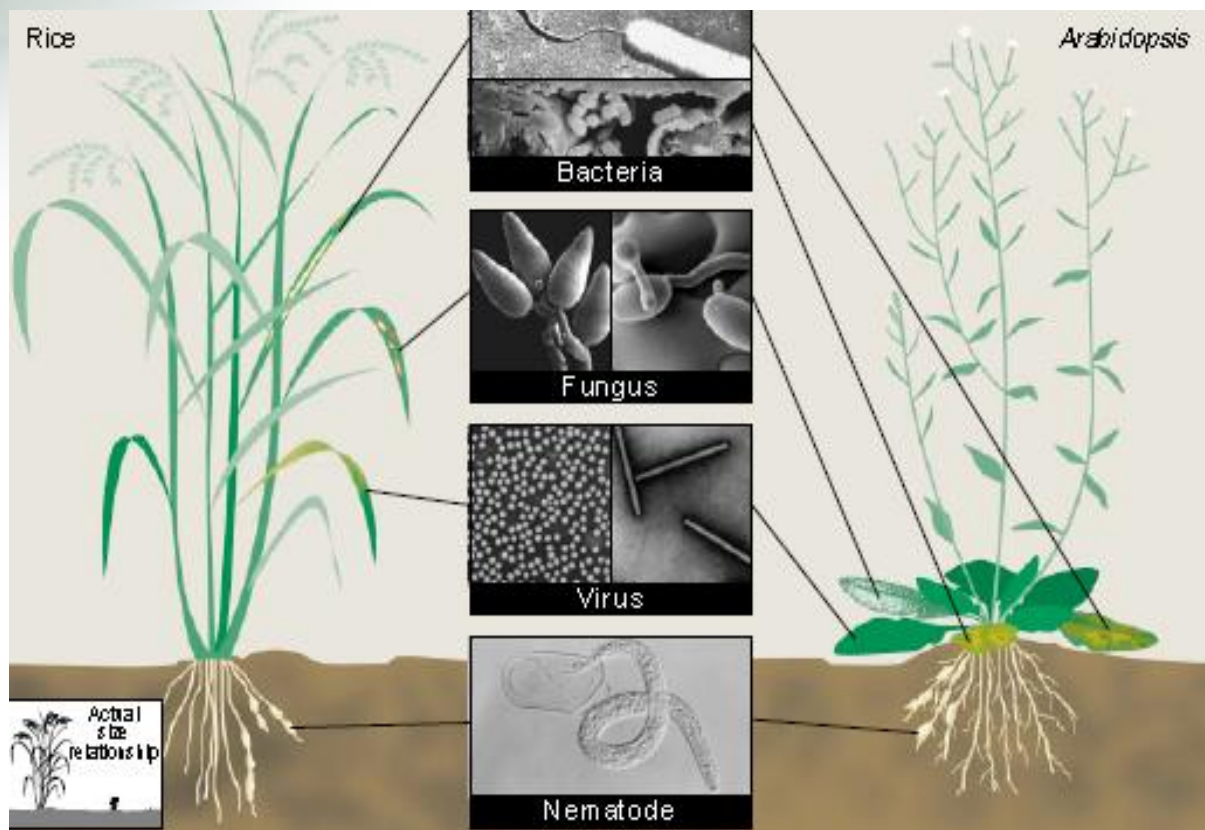 Rice
Arabidopsis
Bacteria
Fungus
Virus
Nematode
Actual
size
relationship